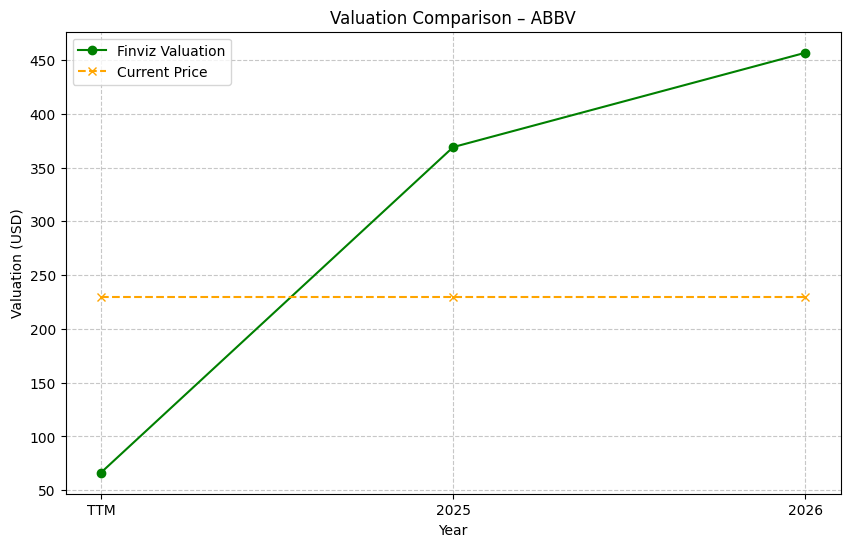 Valuation Comparison – ABBV
Finviz Valuation
Current Price
Valuation (USD)
450
400
350
300
250
200
150
100
50
TTM
2025
2026
Year